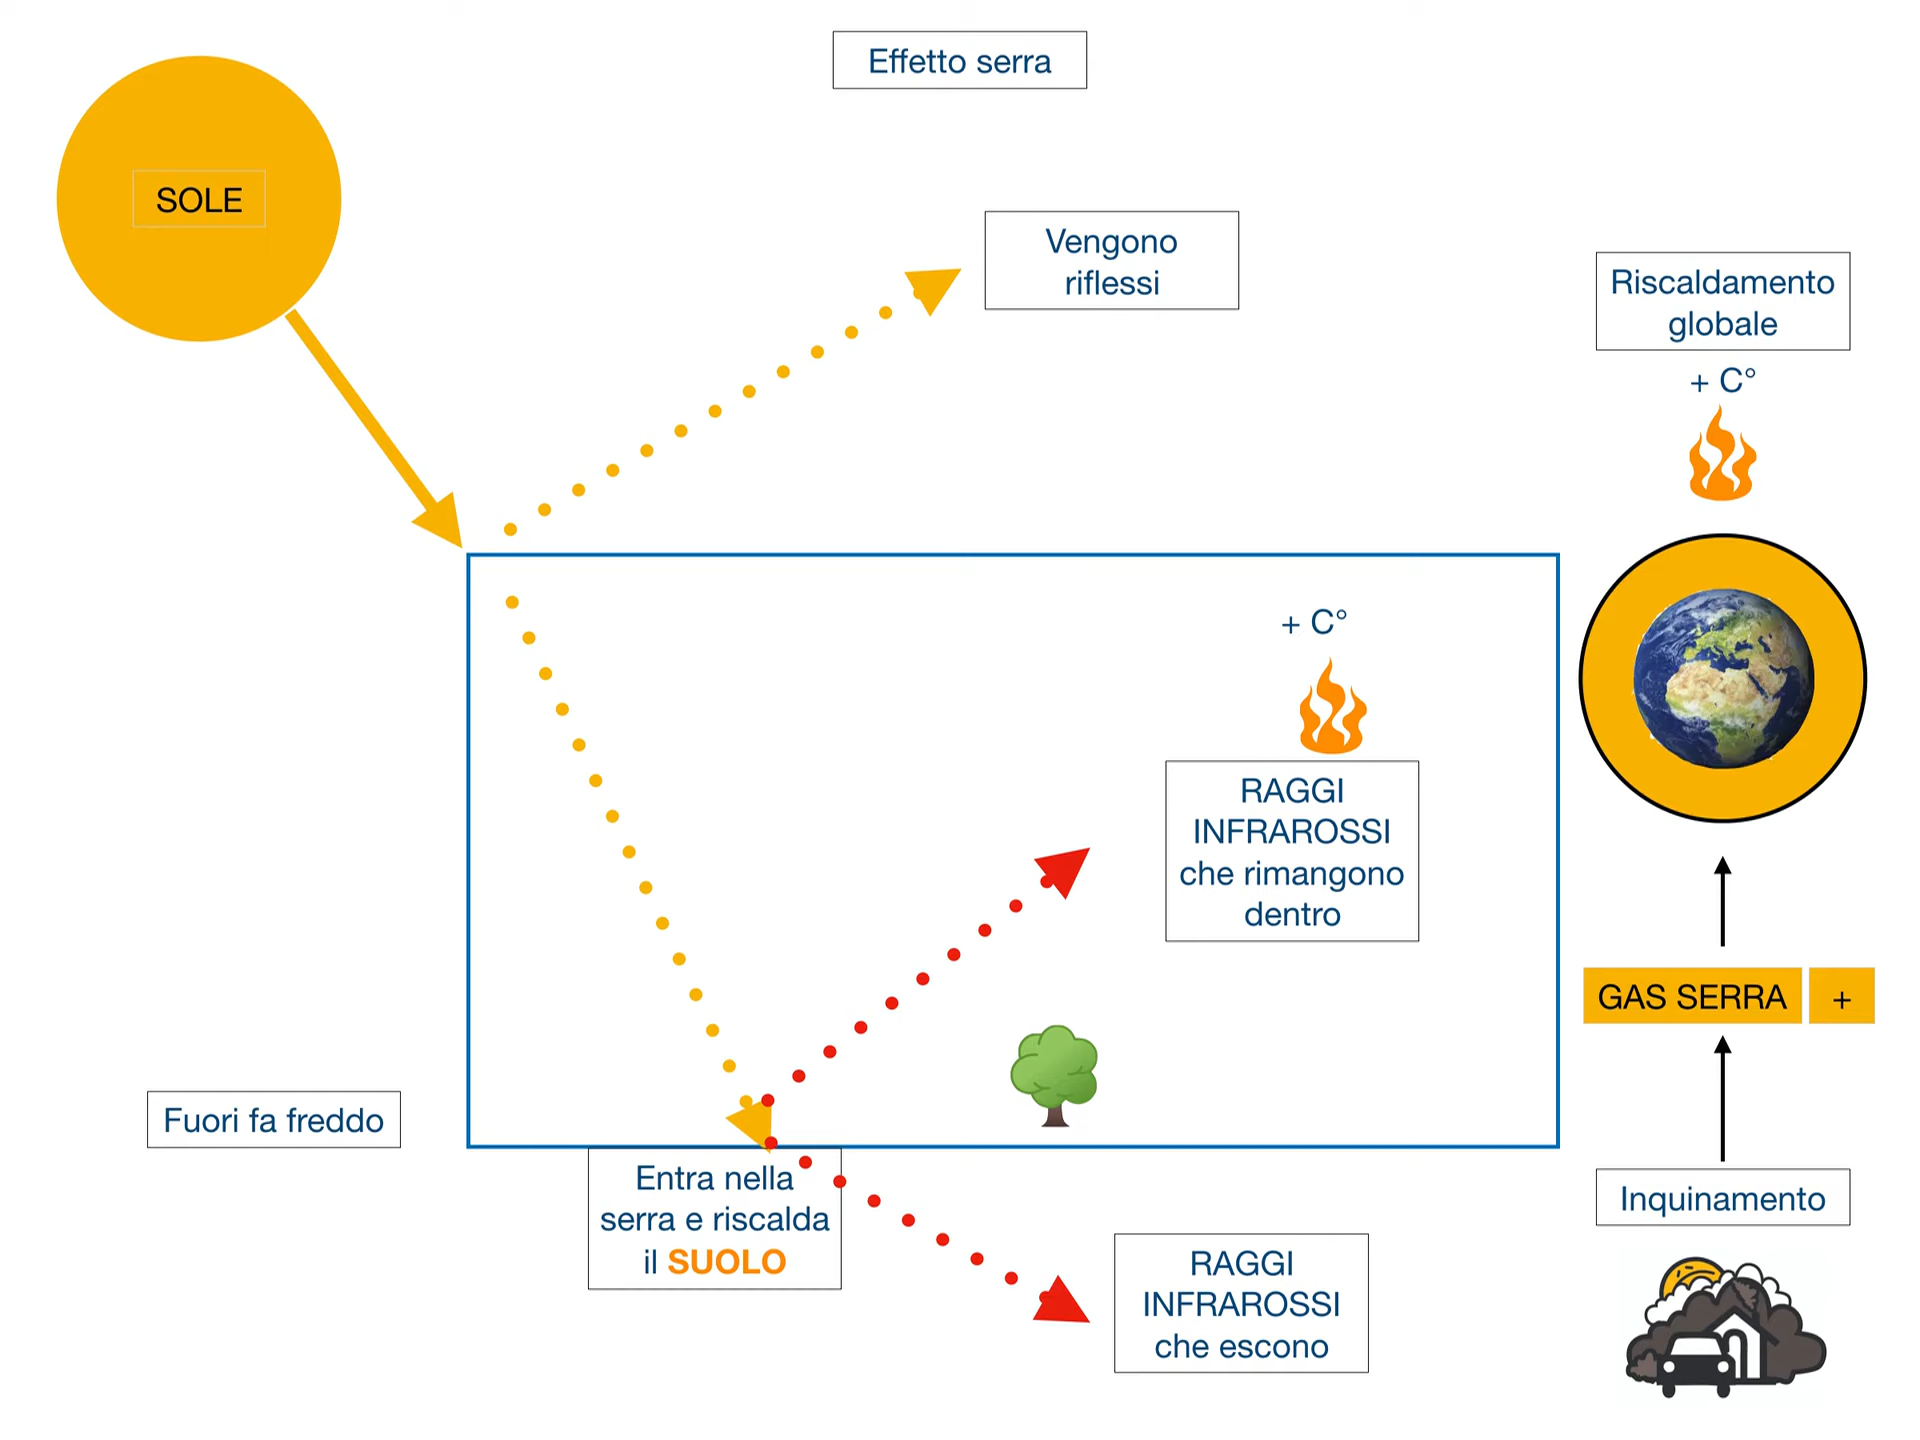 Effetto serra
SOLE
Vengono
riflessi
Riscaldamento
globale
+ C°
+ C°
RAGGI
INFRAROSSI
che rimangono
dentro
GAS SERRA
+
Fuori fa freddo
Entra nella
serra e riscalda
il SUOLO
Inquinamento
RAGGI
INFRAROSSI
che escono